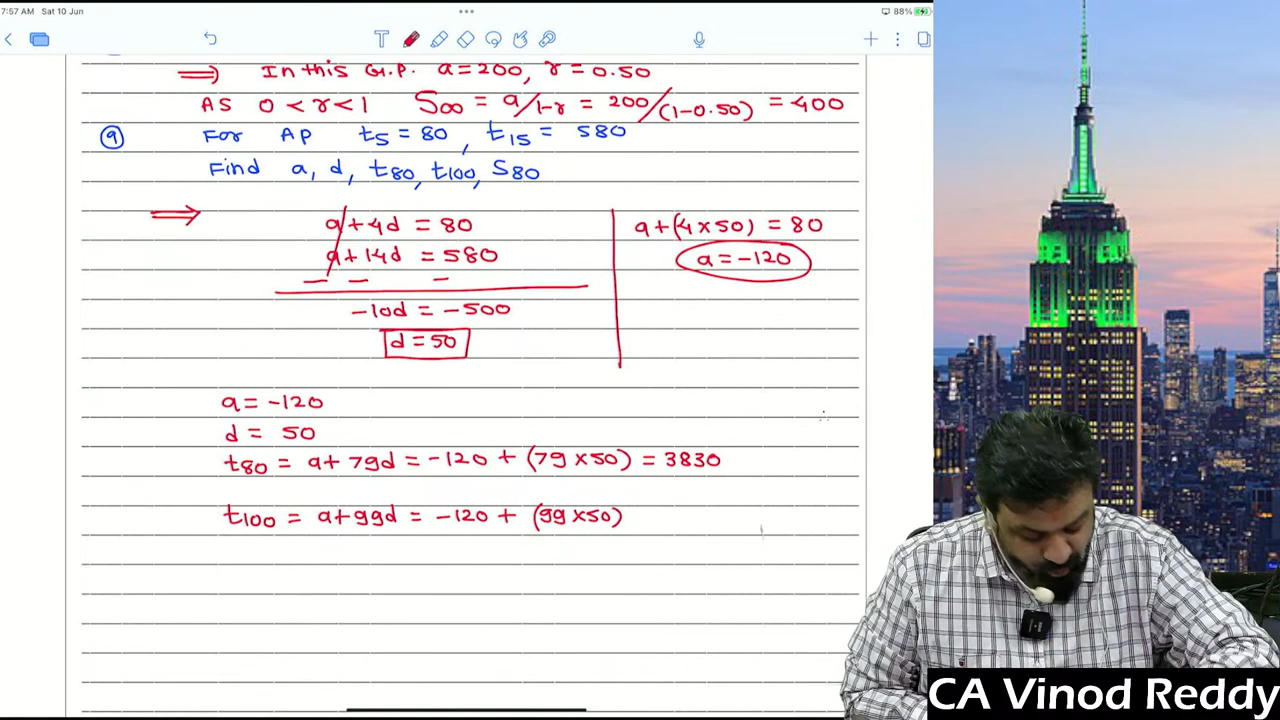 7:57 AM Sat 10 Jun
88%
⇒ In this G.P. a=200, r = 0.50
As 0 < r < 1 S∞ = a/1-r = 200/(1-0.50) = 400
⑨ For AP t5 = 80, t15 = 580
Find a, d, t80, t100, S80
⇒ a + 4d = 80
a + 14d = 580
- - -
-10d = -500
d = 50
a + (4 x 50) = 80
a = -120
a = -120
d = 50
t80 = a + 79d = -120 + (79 x 50) = 3830
t100 = a + 99d = -120 + (99 x 50)
CA Vinod Reddy